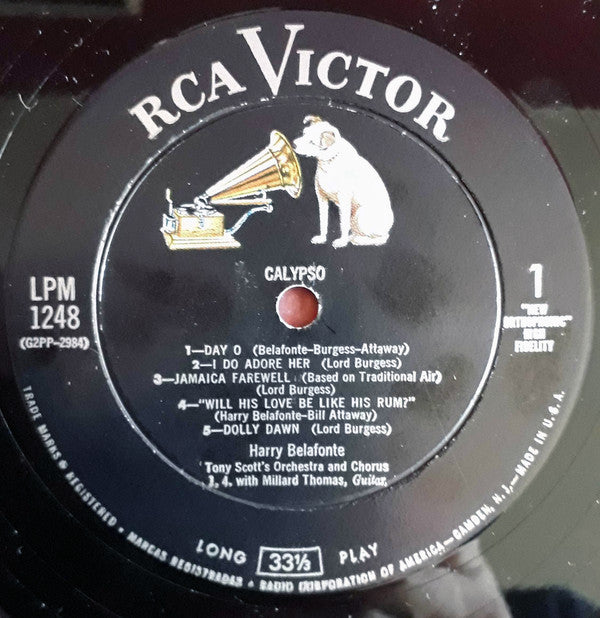 RCA VICTOR
CALYPSO
LPM
1248
(G2PP-2984)
1
"NEW
ORTHOPHONIC"
HIGH
FIDELITY
1—DAY O (Belafonte-Burgess-Attaway)
2—I DO ADORE HER (Lord Burgess)
3—JAMAICA FAREWELL (Based on Traditional Air)
(Lord Burgess)
4—"WILL HIS LOVE BE LIKE HIS RUM?"
(Harry Belafonte-Bill Attaway)
5—DOLLY DAWN (Lord Burgess)
Harry Belafonte
Tony Scott's Orchestra and Chorus
3, 4, with Millard Thomas, Guitar
LONG 33⅓ PLAY
TRADE MARKS ® REGISTERED • MARCAS REGISTRADAS • RADIO CORPORATION OF AMERICA—CAMDEN, N.J.—MADE IN U.S.A.